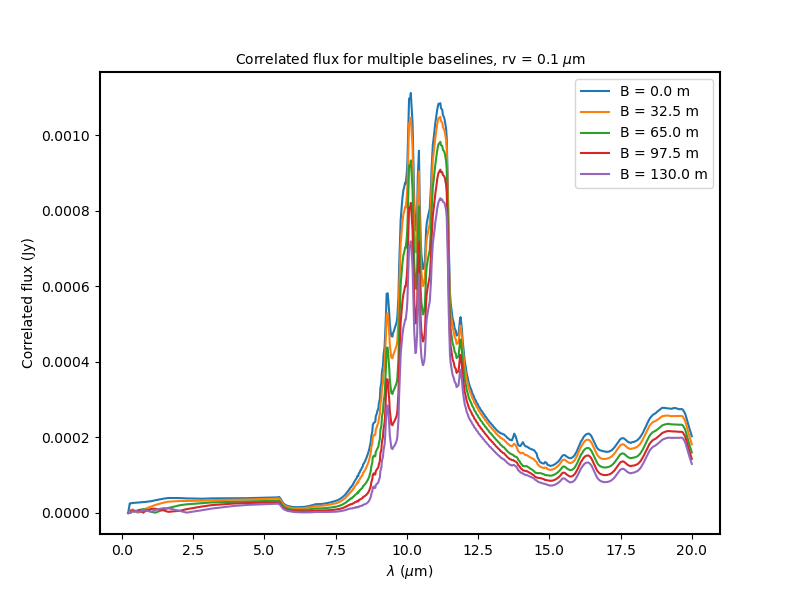 Correlated flux for multiple baselines, rv = 0.1 μm
B = 0.0 m
B = 32.5 m
B = 65.0 m
B = 97.5 m
B = 130.0 m
Correlated flux (Jy)
0.0010
0.0008
0.0006
0.0004
0.0002
0.0000
0.0 2.5 5.0 7.5 10.0 12.5 15.0 17.5 20.0
λ (μm)